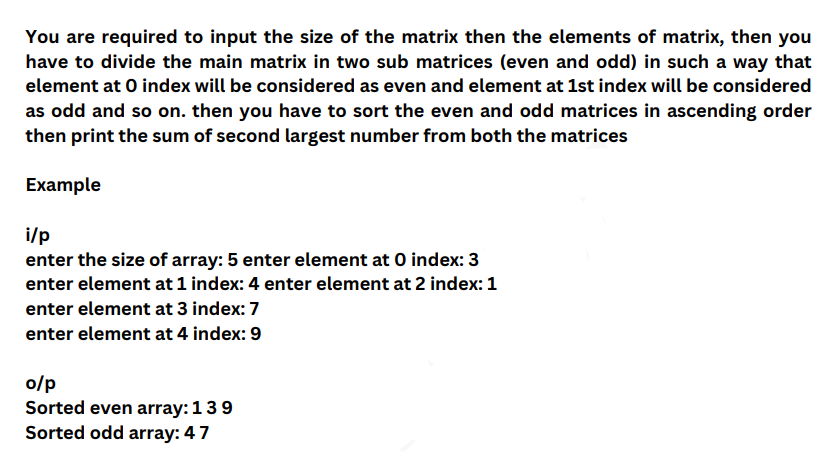 You are required to input the size of the matrix then the elements of matrix, then you
have to divide the main matrix in two sub matrices (even and odd) in such a way that
element at 0 index will be considered as even and element at 1st index will be considered
as odd and so on. then you have to sort the even and odd matrices in ascending order
then print the sum of second largest number from both the matrices
Example
i/p
enter the size of array: 5 enter element at 0 index: 3
enter element at 1 index: 4 enter element at 2 index: 1
enter element at 3 index: 7
enter element at 4 index: 9
o/p
Sorted even array: 1 3 9
Sorted odd array: 4 7